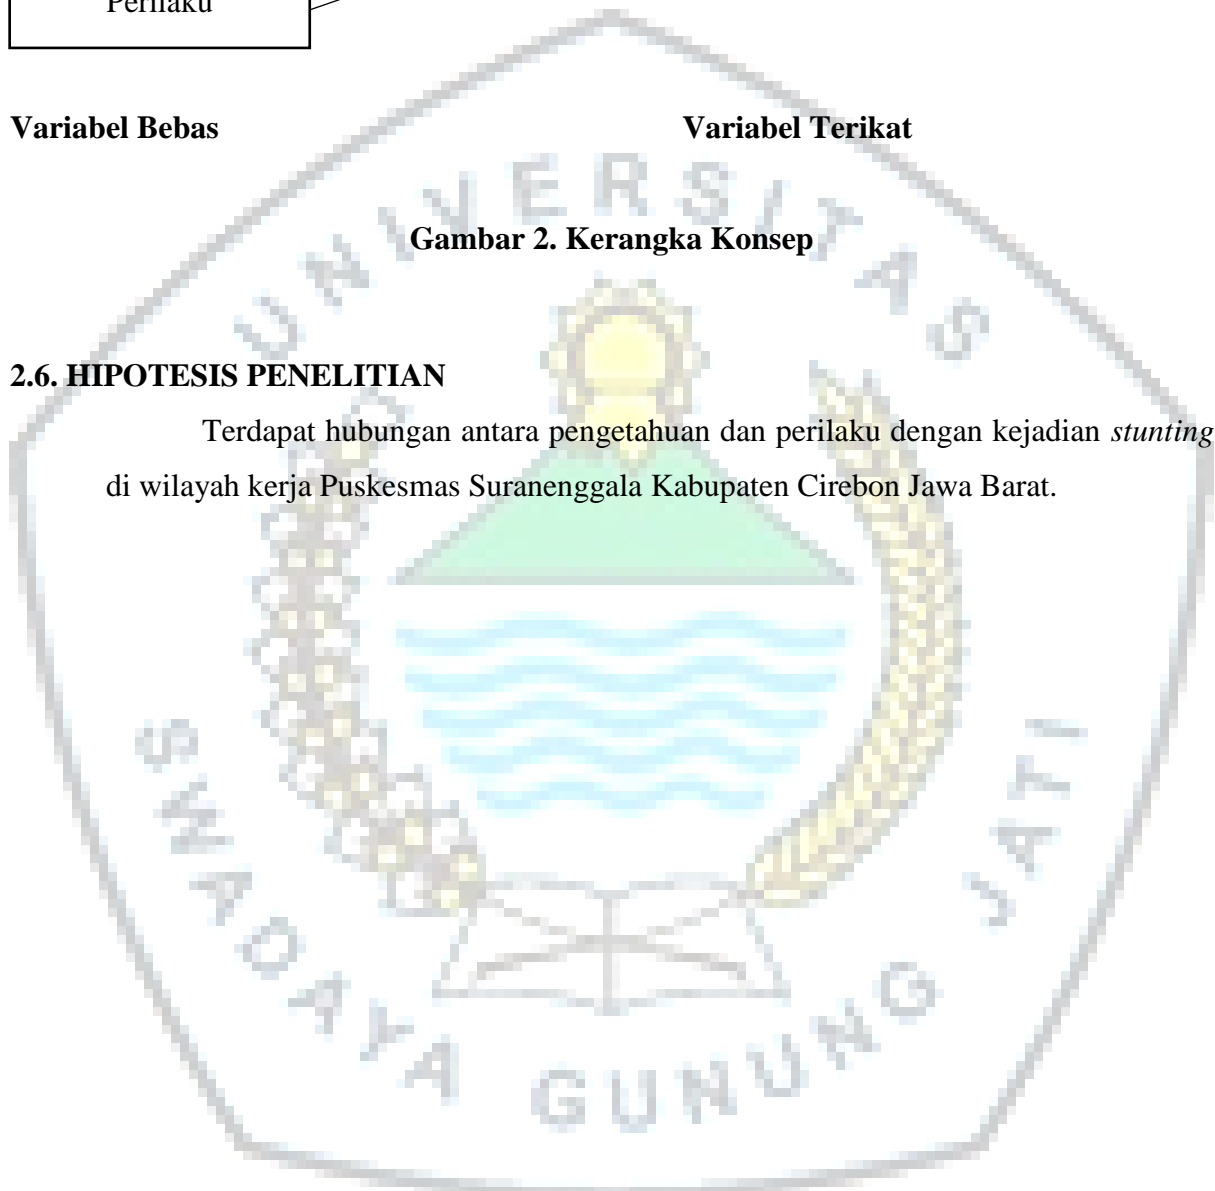 Perilaku
Variabel Bebas Variabel Terikat
Gambar 2. Kerangka Konsep
2.6. HIPOTESIS PENELITIAN
Terdapat hubungan antara pengetahuan dan perilaku dengan kejadian stunting
di wilayah kerja Puskesmas Suranenggala Kabupaten Cirebon Jawa Barat.
UNIVERSITAS
SWADAYA GUNUNG JATI